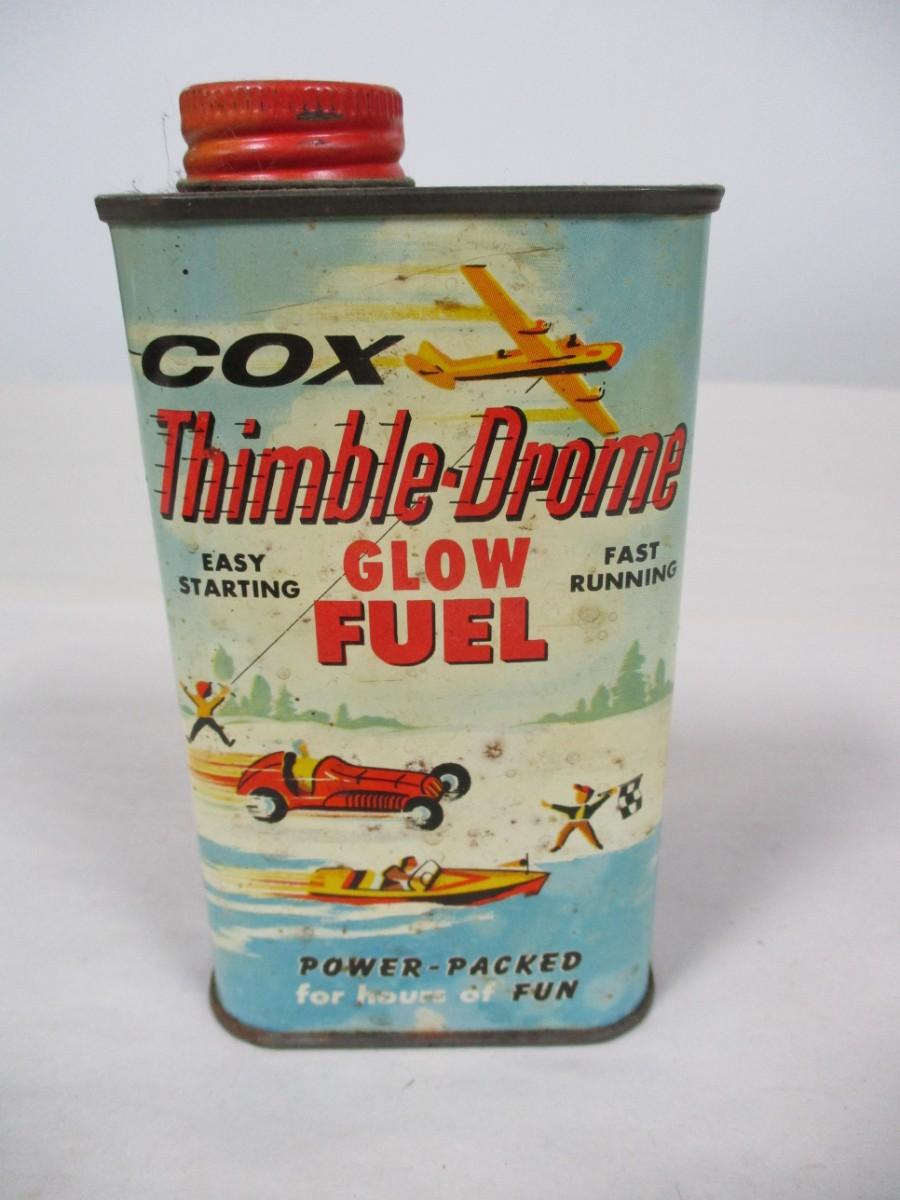 COX
Thimble-Drome
EASY
STARTING
GLOW
FUEL
FAST
RUNNING
POWER-PACKED
for hours of FUN